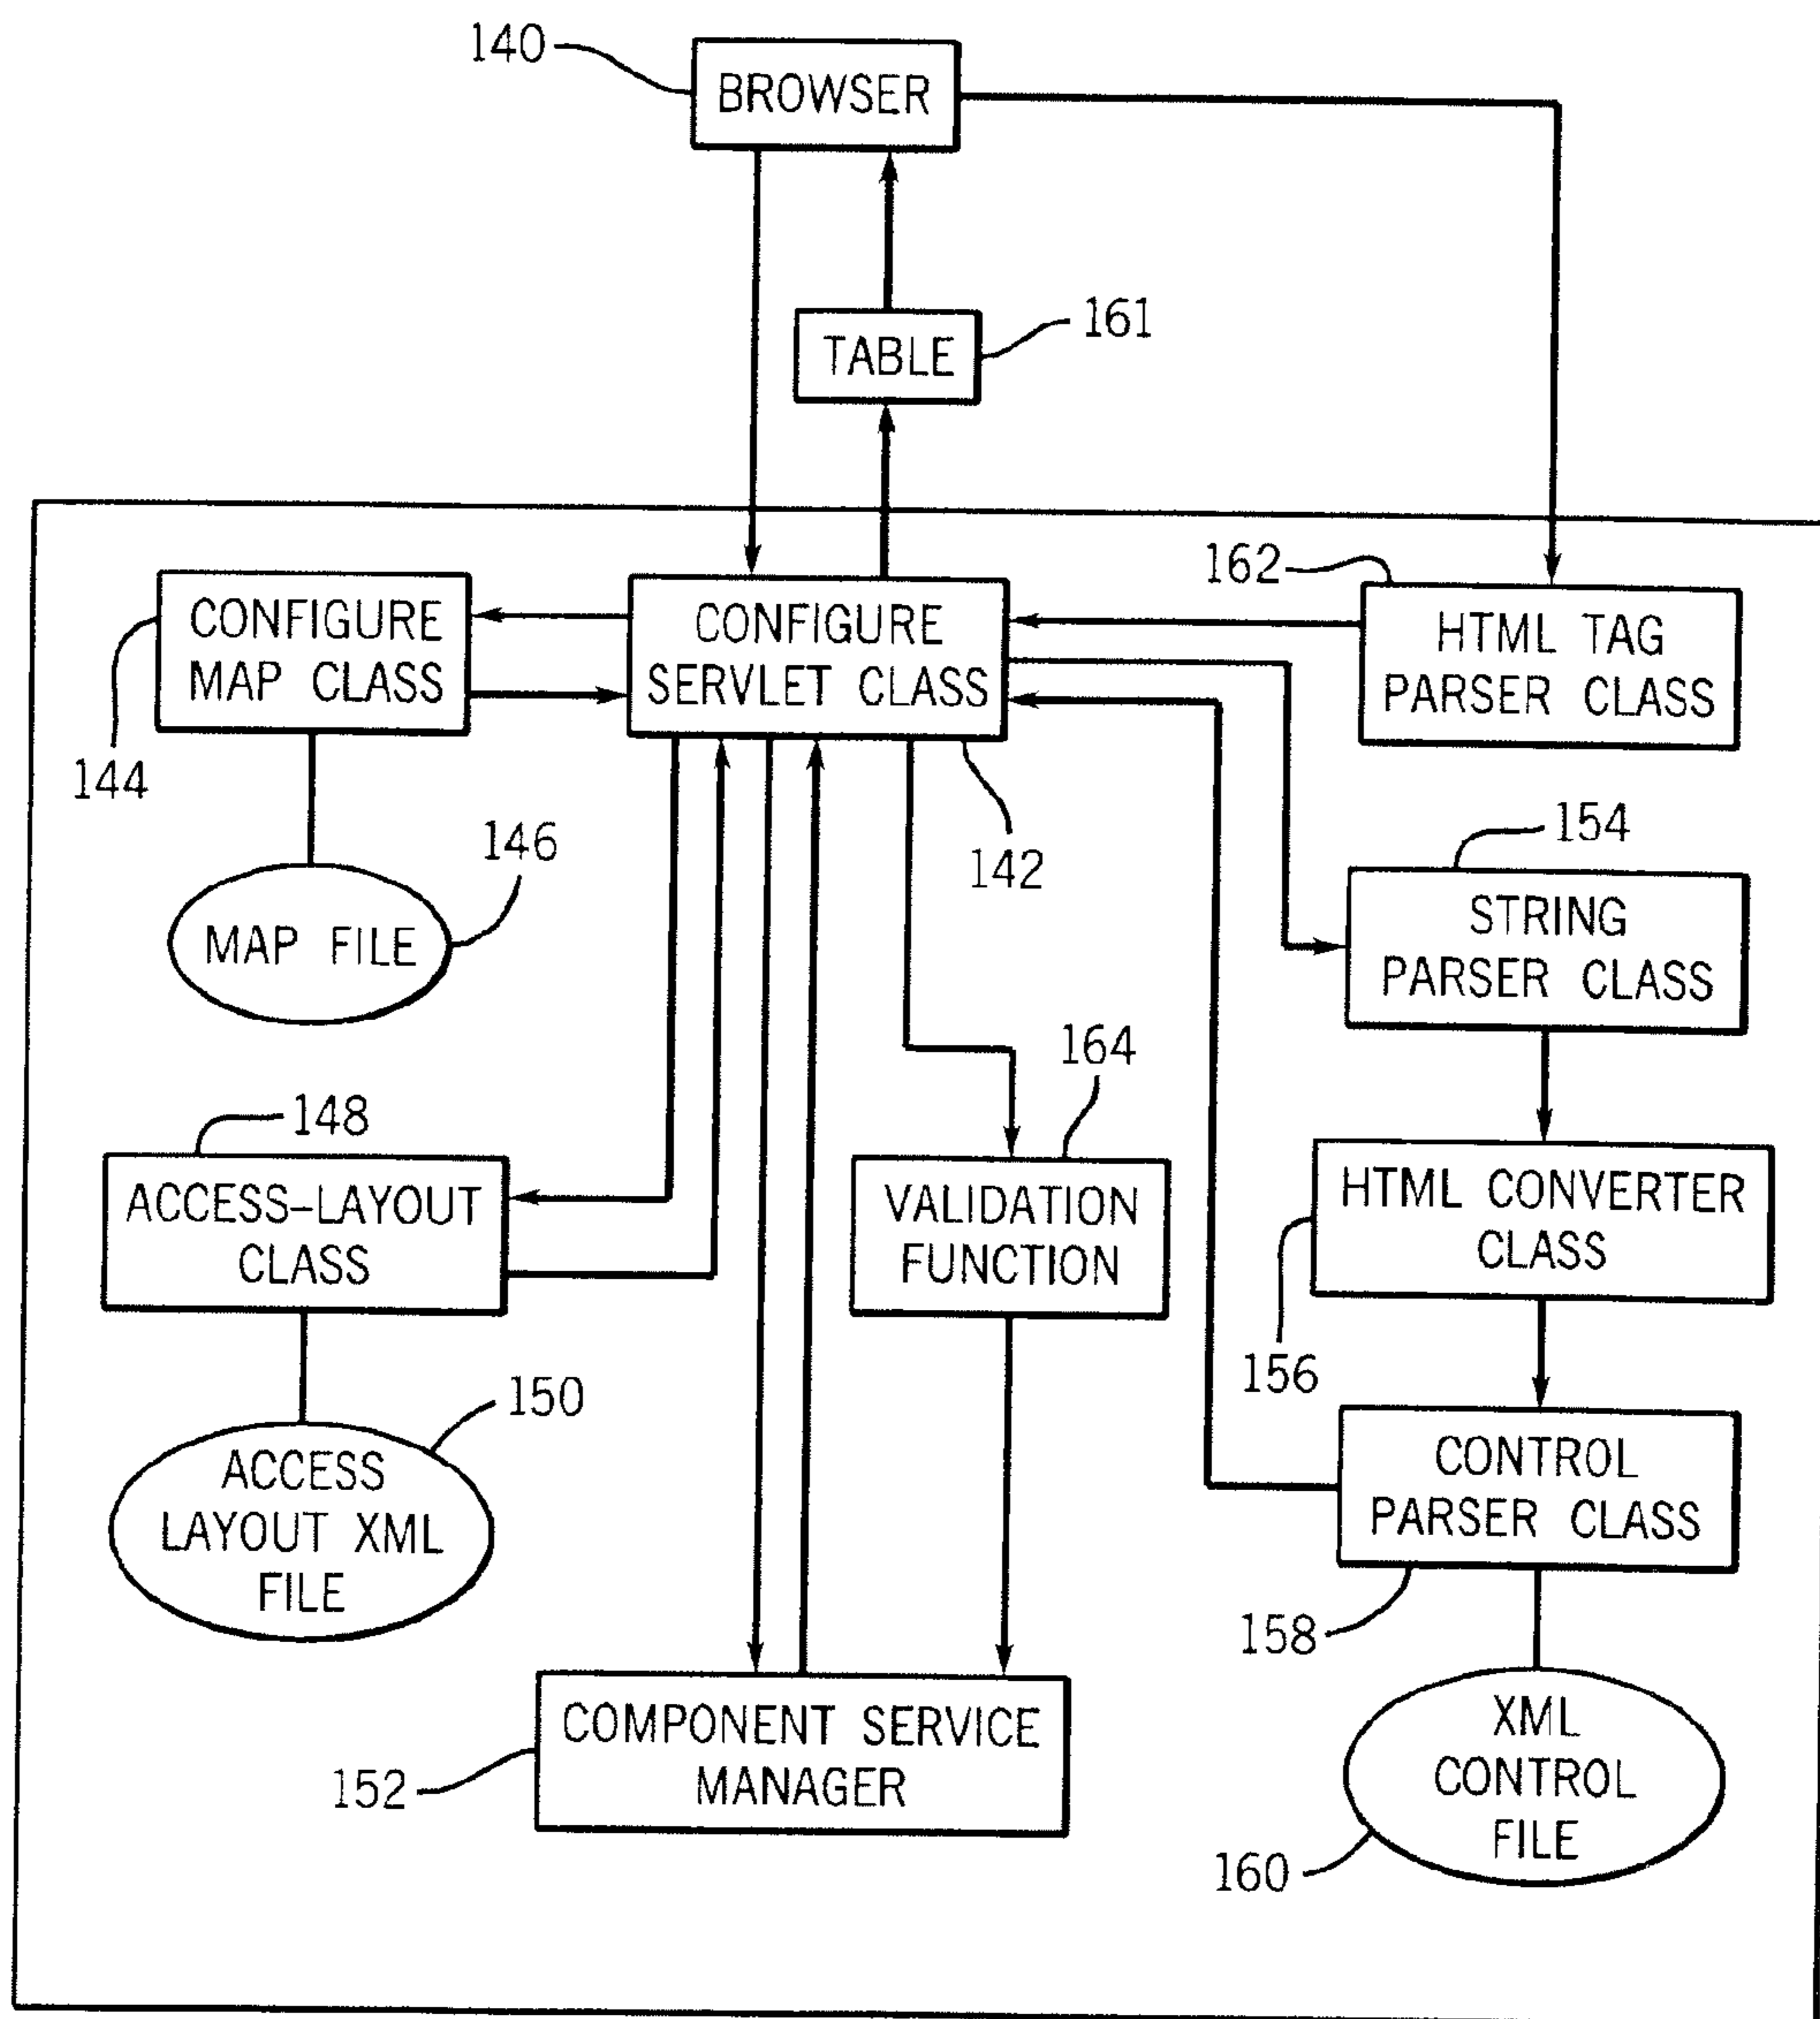 140
BROWSER
161
TABLE
162
CONFIGURE
MAP CLASS
CONFIGURE
SERVLET CLASS
HTML TAG
PARSER CLASS
144
142
146
MAP FILE
154
STRING
PARSER CLASS
164
148
ACCESS-LAYOUT
CLASS
VALIDATION
FUNCTION
HTML CONVERTER
CLASS
156
150
ACCESS
LAYOUT XML
FILE
CONTROL
PARSER CLASS
158
COMPONENT SERVICE
MANAGER
152
XML
CONTROL
FILE
160